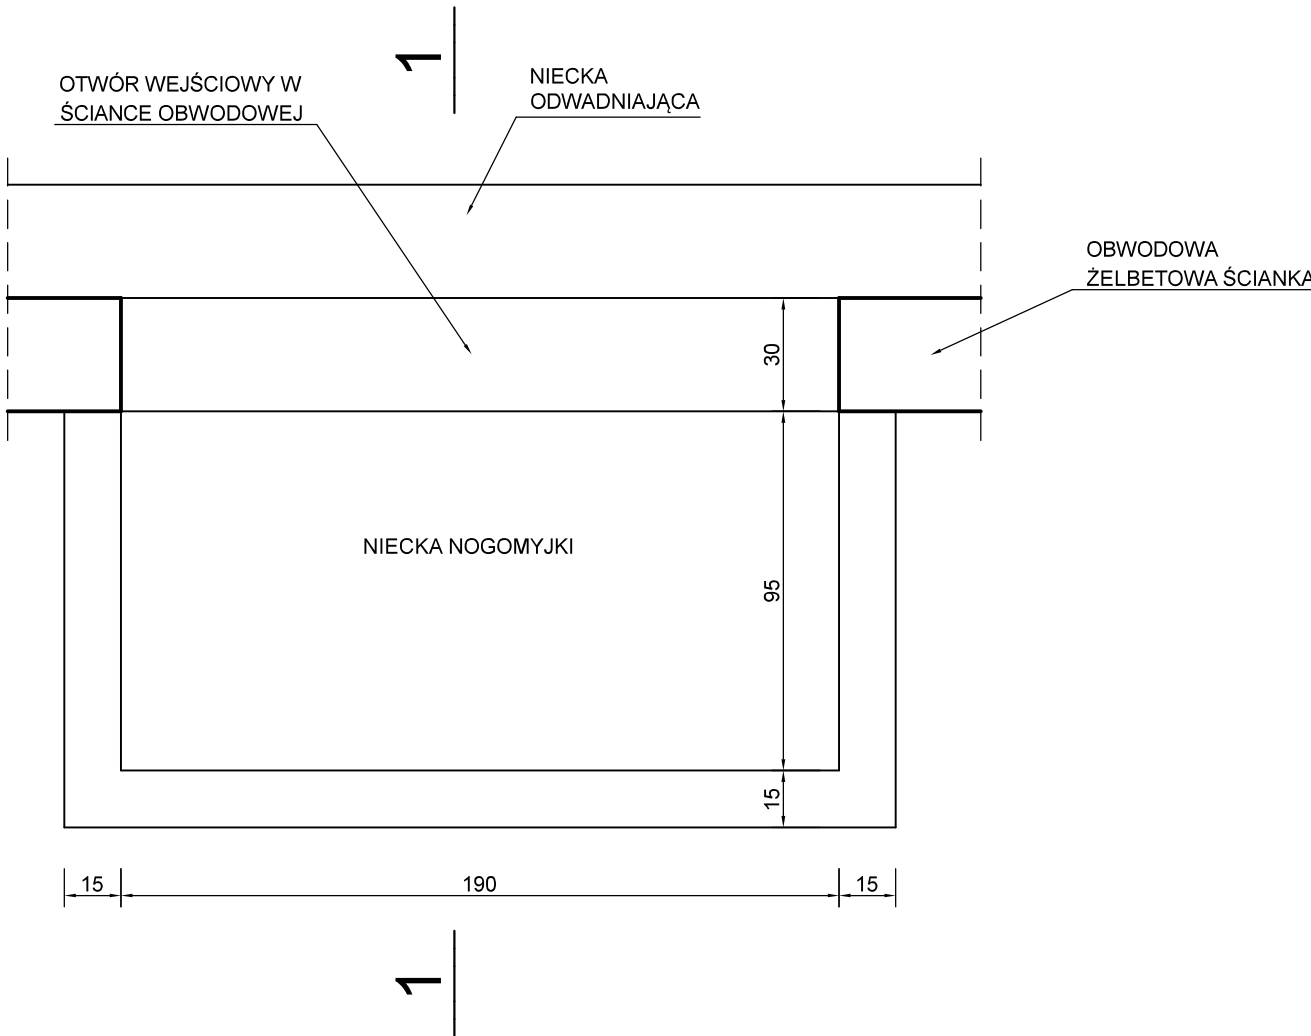 1
OTWÓR WEJŚCIOWY W
ŚCIANCE OBWODOWEJ
NIECKA
ODWADNIAJĄCA
OBWODOWA
ŻELBETOWA ŚCIANKA
30
NIECKA NOGOMYJKI
95
15
15
190
15
1